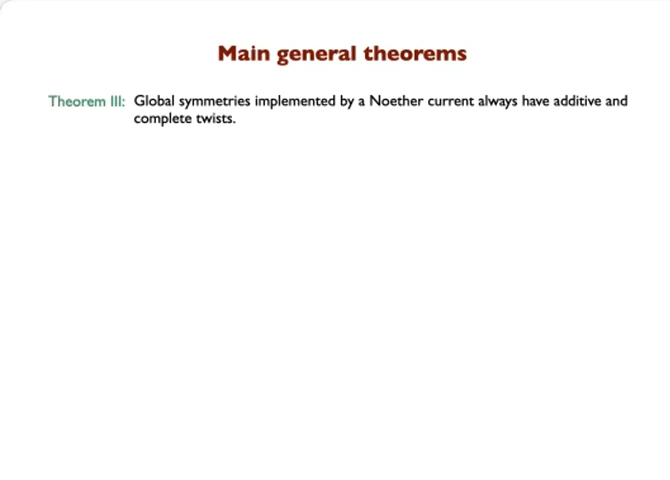 Main general theorems
Theorem III: Global symmetries implemented by a Noether current always have additive and
complete twists.